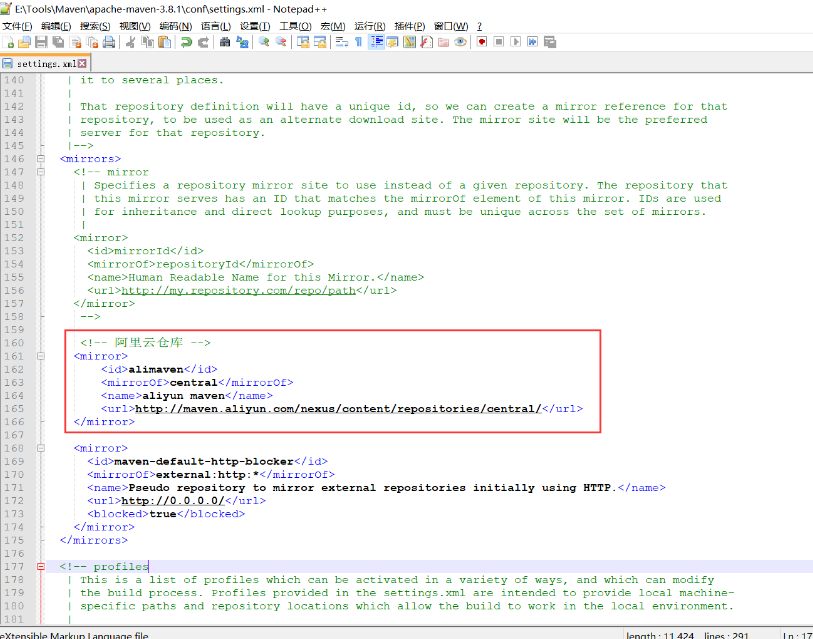 E:\Tools\Maven\apache-maven-3.8.1\conf\settings.xml - Notepad++
文件(F) 编辑(E) 搜索(S) 视图(V) 编码(N) 语言(L) 设置(T) 工具(O) 宏(M) 运行(R) 插件(P) 窗口(W) ?
settings.xml
140 | it to several places.
141 |
142 | That repository definition will have a unique id, so we can create a mirror reference for that
143 | repository, to be used as an alternate download site. The mirror site will be the preferred
144 | server for that repository.
145 |-->
146 <mirrors>
147 <!-- mirror
148 | Specifies a repository mirror site to use instead of a given repository. The repository that
149 | this mirror serves has an ID that matches the mirrorOf element of this mirror. IDs are used
150 | for inheritance and direct lookup purposes, and must be unique across the set of mirrors.
151 |
152 <mirror>
153 <id>mirrorId</id>
154 <mirrorOf>repositoryId</mirrorOf>
155 <name>Human Readable Name for this Mirror.</name>
156 <url>http://my.repository.com/repo/path</url>
157 </mirror>
158 -->
159
160 <!-- 阿里云仓库 -->
161 <mirror>
162 <id>alimaven</id>
163 <mirrorOf>central</mirrorOf>
164 <name>aliyun maven</name>
165 <url>http://maven.aliyun.com/nexus/content/repositories/central/</url>
166 </mirror>
167
168 <mirror>
169 <id>maven-default-http-blocker</id>
170 <mirrorOf>external:http:*</mirrorOf>
171 <name>Pseudo repository to mirror external repositories initially using HTTP.</name>
172 <url>http://0.0.0.0/</url>
173 <blocked>true</blocked>
174 </mirror>
175 </mirrors>
176
177 <!-- profiles
178 | This is a list of profiles which can be activated in a variety of ways, and which can modify
179 | the build process. Profiles provided in the settings.xml are intended to provide local machine-
180 | specific paths and repository locations which allow the build to work in the local environment.
181 |
eXtensible Markup Language file length : 11,424 lines : 291 Ln : 17